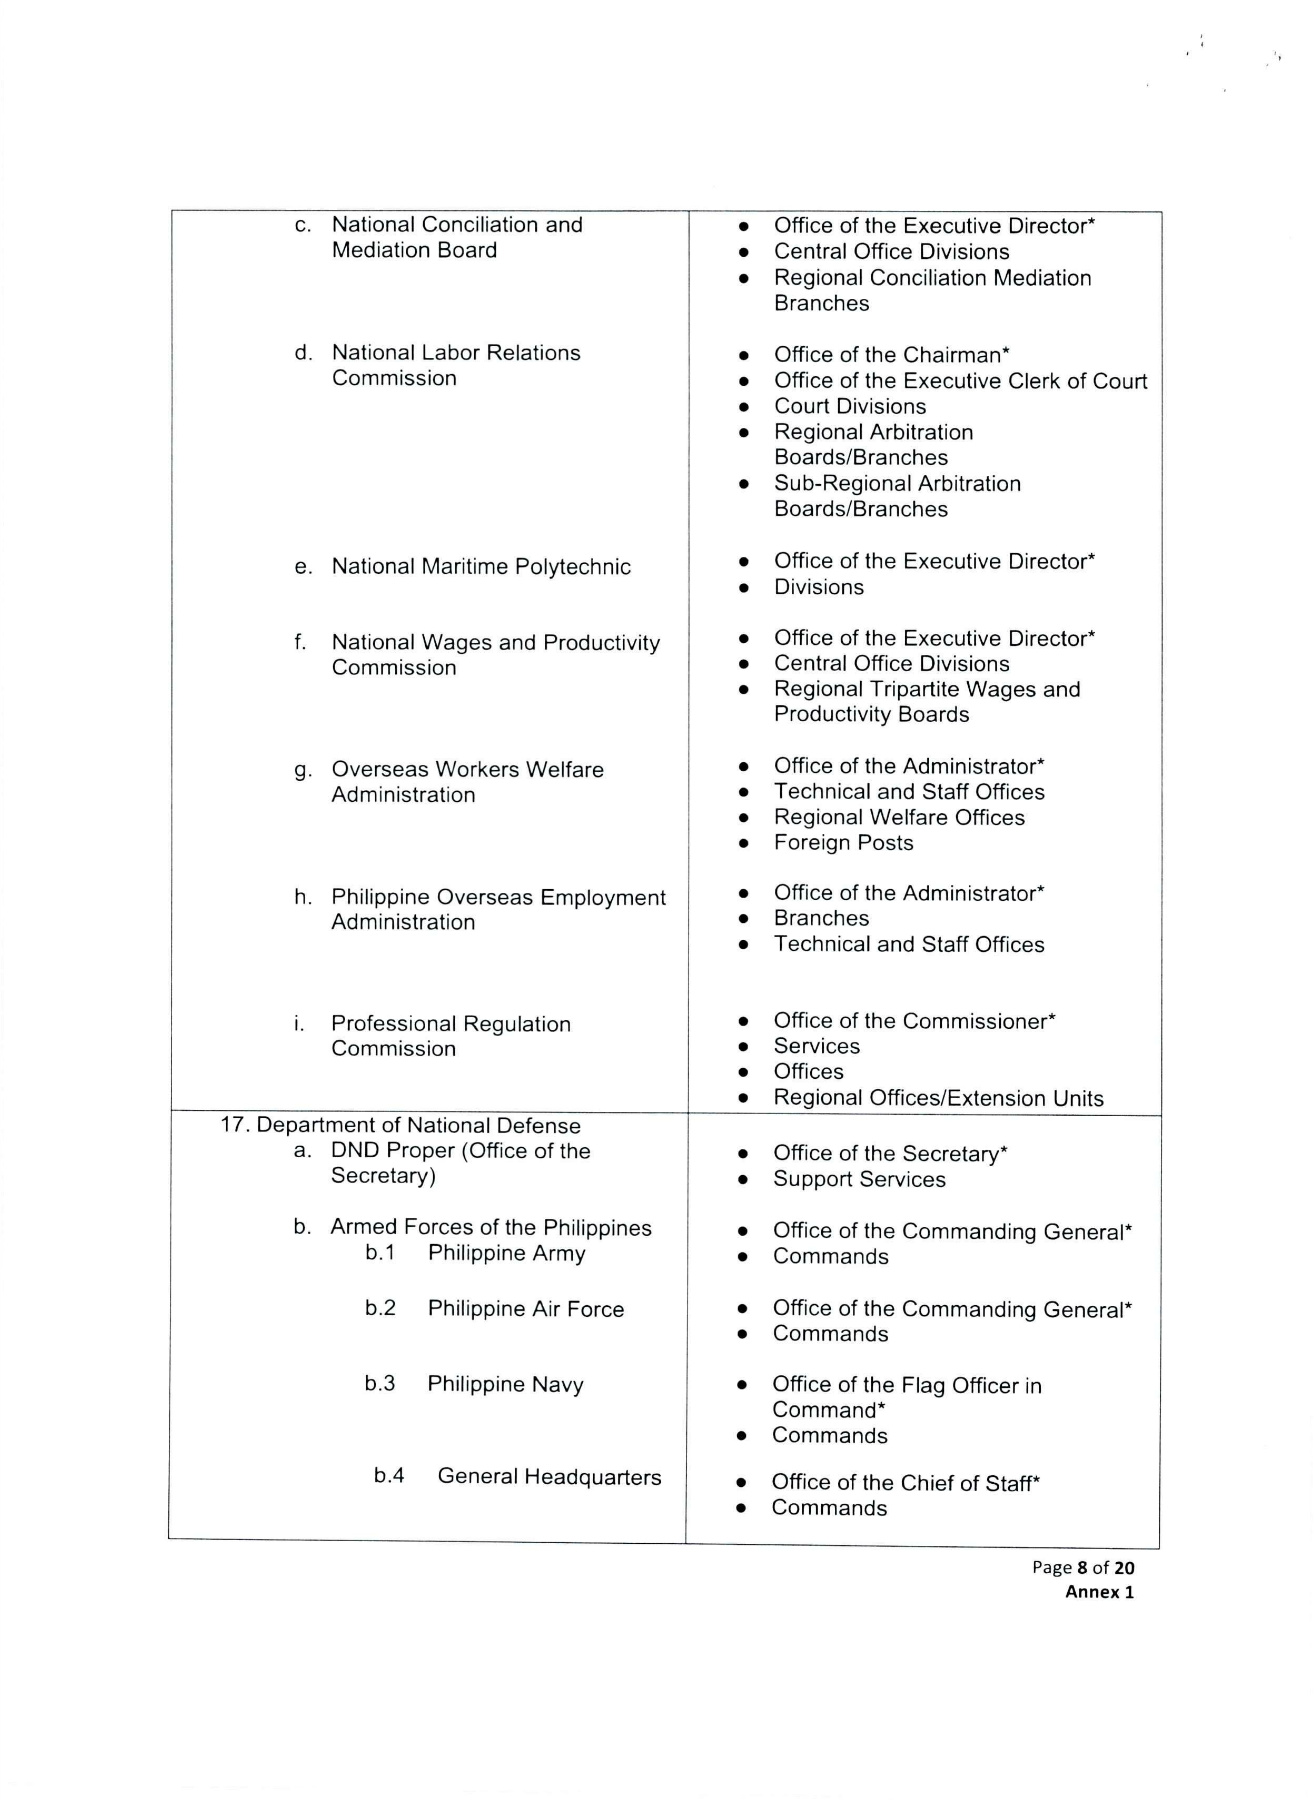 c. National Conciliation and
Mediation Board
• Office of the Executive Director*
• Central Office Divisions
• Regional Conciliation Mediation
Branches
d. National Labor Relations
Commission
• Office of the Chairman*
• Office of the Executive Clerk of Court
• Court Divisions
• Regional Arbitration
Boards/Branches
• Sub-Regional Arbitration
Boards/Branches
e. National Maritime Polytechnic
• Office of the Executive Director*
• Divisions
f. National Wages and Productivity
Commission
• Office of the Executive Director*
• Central Office Divisions
• Regional Tripartite Wages and
Productivity Boards
g. Overseas Workers Welfare
Administration
• Office of the Administrator*
• Technical and Staff Offices
• Regional Welfare Offices
• Foreign Posts
h. Philippine Overseas Employment
Administration
• Office of the Administrator*
• Branches
• Technical and Staff Offices
i. Professional Regulation
Commission
• Office of the Commissioner*
• Services
• Offices
• Regional Offices/Extension Units
17. Department of National Defense
a. DND Proper (Office of the
Secretary)
• Office of the Secretary*
• Support Services
b. Armed Forces of the Philippines
b.1 Philippine Army
• Office of the Commanding General*
• Commands
b.2 Philippine Air Force
• Office of the Commanding General*
• Commands
b.3 Philippine Navy
• Office of the Flag Officer in
Command*
• Commands
b.4 General Headquarters
• Office of the Chief of Staff*
• Commands
Page 8 of 20
Annex 1